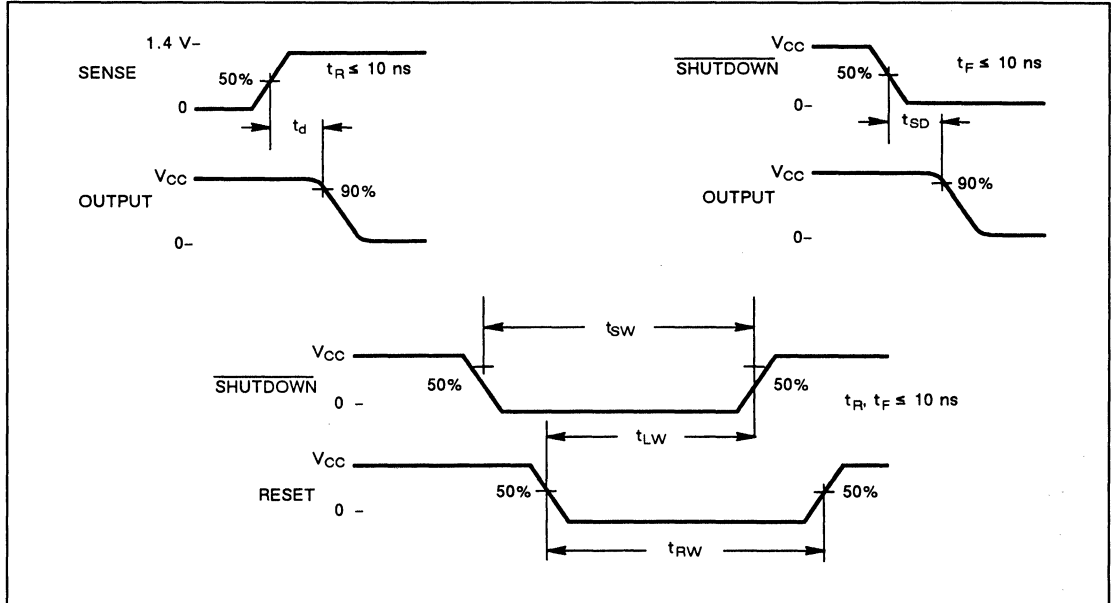 1.4 V–
SENSE
50%
t_R ≤ 10 ns
0
t_d
V_CC
OUTPUT
90%
0–
V_CC
S̅H̅U̅T̅D̅O̅W̅N̅
50%
t_F ≤ 10 ns
0–
t_SD
V_CC
OUTPUT
90%
0–
t_SW
V_CC
S̅H̅U̅T̅D̅O̅W̅N̅
50%
50%
0 –
t_R, t_F ≤ 10 ns
t_LW
V_CC
RESET
50%
50%
0 –
t_RW